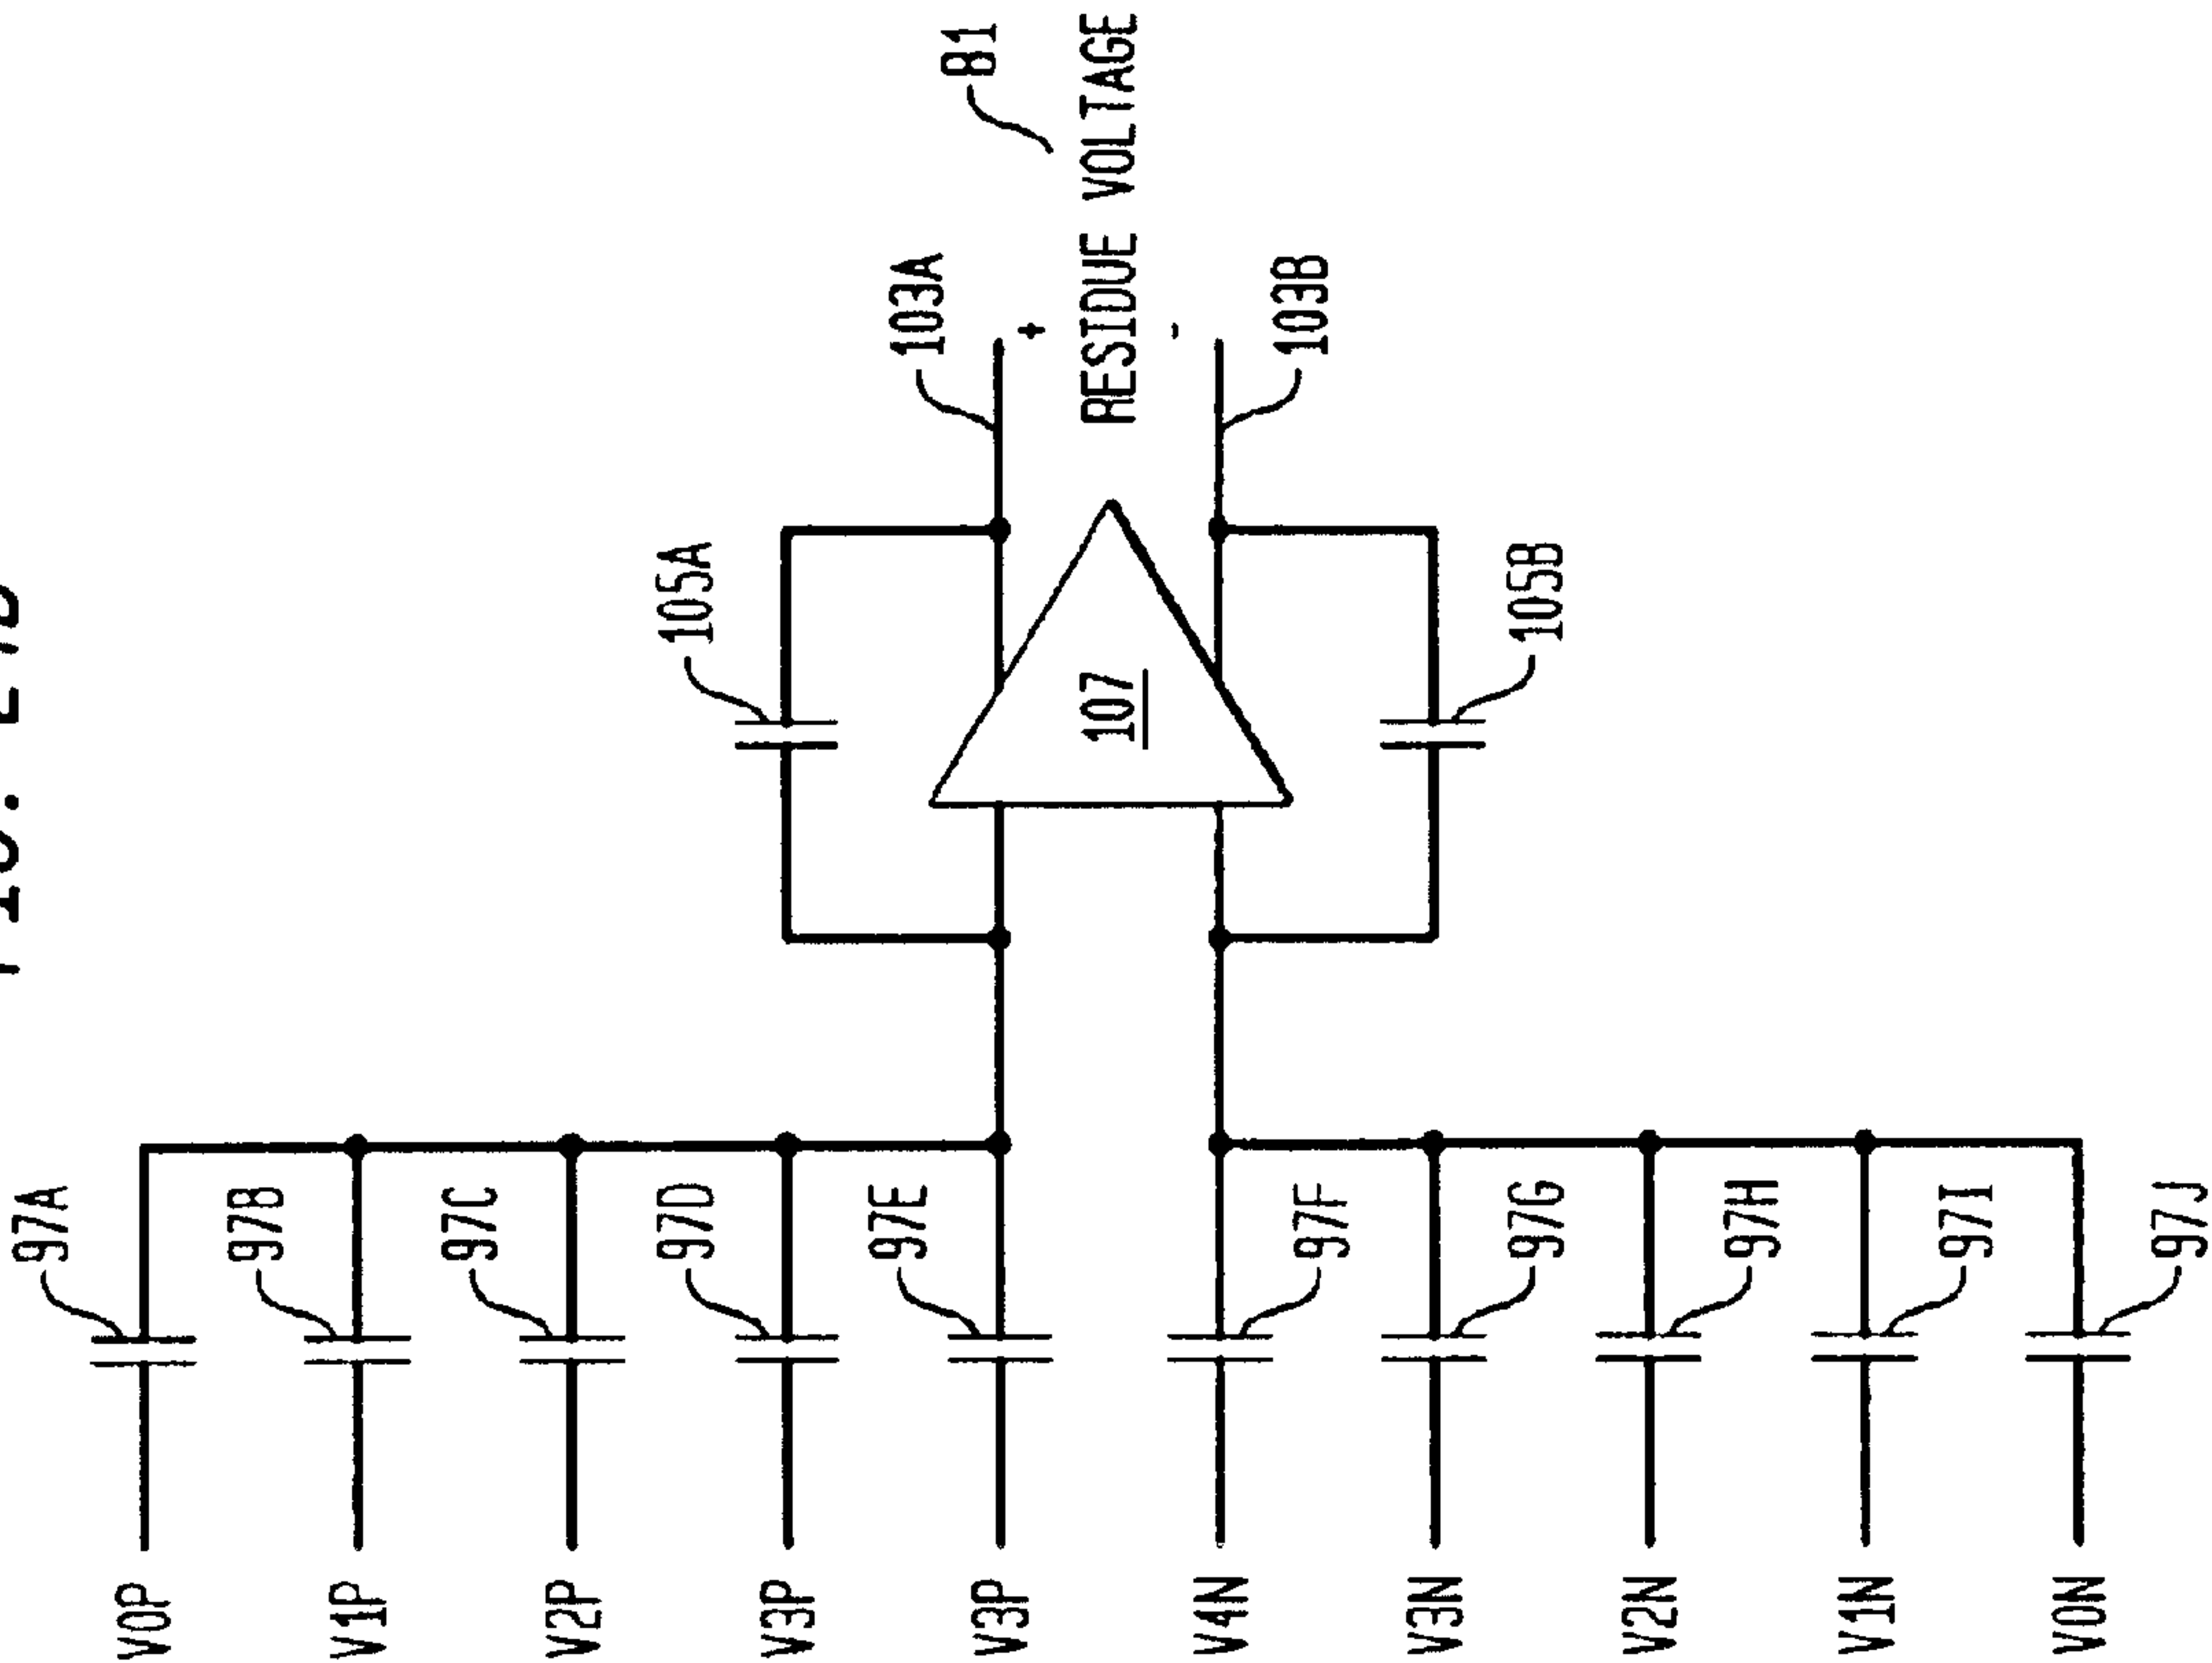 97A
V0P
97B
V1P
97C
V2P
105A
97D
V3P
103A
81
97E
V3P
+
107
RESIDUE VOLTAGE
-
103B
97F
V4N
105B
97G
V3N
97H
V2N
97I
V1N
97J
V0N